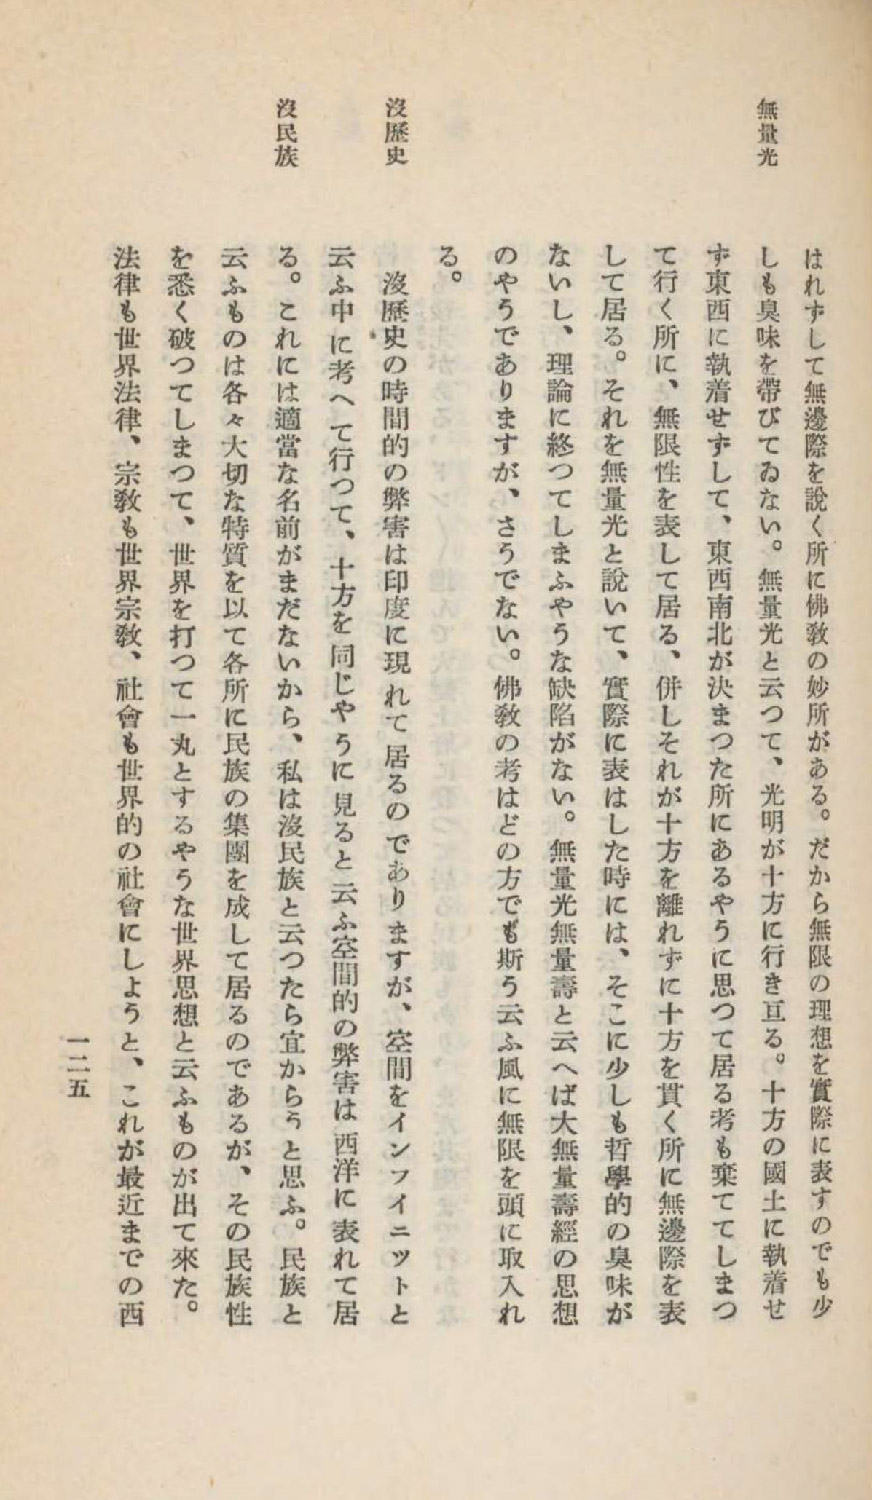 無量光
はれずして無邊際を說く所に佛敎の妙所がある。だから無限の理想を實際に表すのでも少
しも臭味を帶びてゐない。無量光と云つて、光明が十方に行き亙る。十方の國土に執着せ
ず東西に執着せずして、東西南北が決まつた所にあるやうに思つて居る考も棄ててしまつ
て行く所に、無限性を表して居る、併しそれが十方を離れずに十方を貫く所に無邊際を表
して居る。それを無量光と說いて、實際に表はした時には、そこに少しも哲學的の臭味が
ないし、理論に終つてしまふやうな缺陷がない。無量光無量壽と云へば大無量壽經の思想
のやうでありますが、さうでない。佛敎の考はどの方でも斯う云ふ風に無限を頭に取入れ
る。
沒歷史
沒歷史の時間的の弊害は印度に現れて居るのでありますが、空間をインフイニツトと
云ふ中に考へて行つて、十方を同じやうに見ると云ふ空間的の弊害は西洋に表れて居
沒民族
る。これには適當な名前がまだないから、私は沒民族と云つたら宜からうと思ふ。民族と
云ふものは各々大切な特質を以て各所に民族の集團を成して居るのであるが、その民族性
を悉く破つてしまつて、世界を打つて一丸とするやうな世界思想と云ふものが出て來た。
法律も世界法律、宗敎も世界宗敎、社會も世界的の社會にしようと、これが最近までの西
一二五